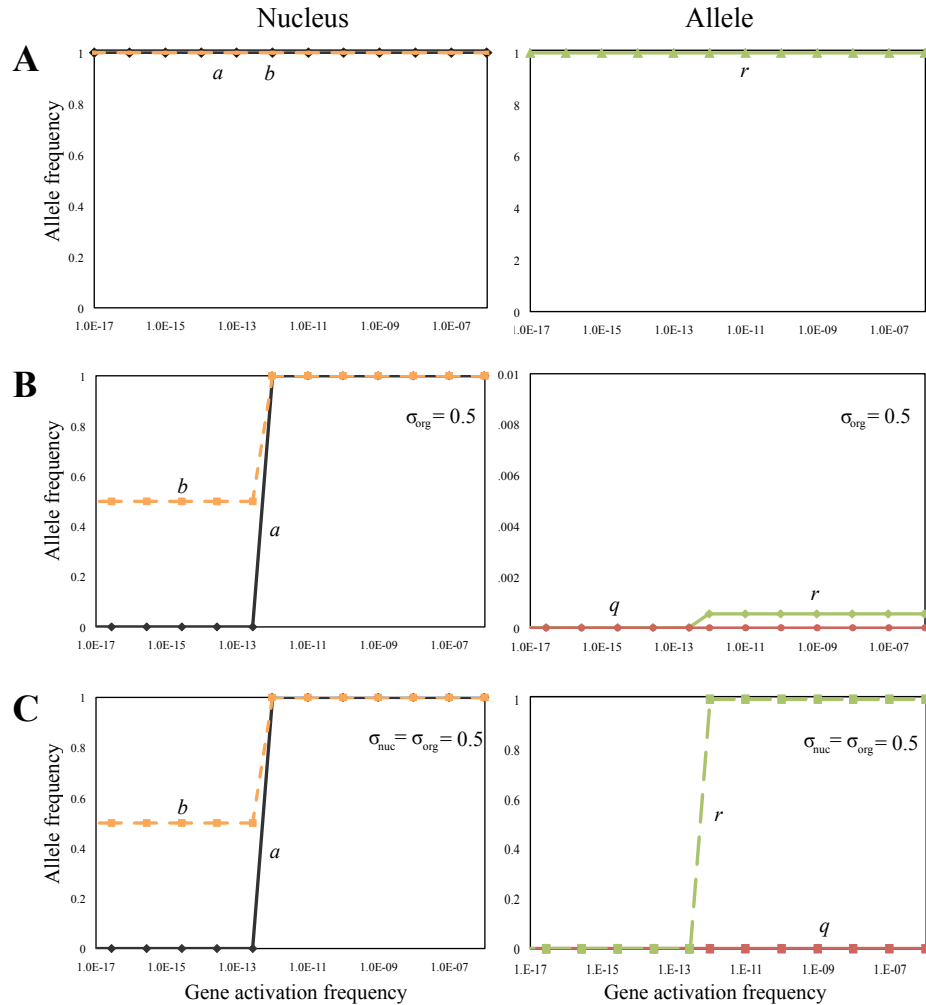 Nucleus
Allele
A
Allele frequency
1
0.8
0.6
0.4
0.2
0
a b
1.0E-17 1.0E-15 1.0E-13 1.0E-11 1.0E-09 1.0E-07
1
8
6
4
2
0
r
1.0E-17 1.0E-15 1.0E-13 1.0E-11 1.0E-09 1.0E-07
B
Allele frequency
1
0.8
0.6
0.4
0.2
0
σorg = 0.5
b
a
1.0E-17 1.0E-15 1.0E-13 1.0E-11 1.0E-09 1.0E-07
0.01
.008
.006
.004
.002
0
σorg = 0.5
q
r
1.0E-17 1.0E-15 1.0E-13 1.0E-11 1.0E-09 1.0E-07
C
Allele frequency
1
0.8
0.6
0.4
0.2
0
σnuc = σorg = 0.5
b
a
1.0E-17 1.0E-15 1.0E-13 1.0E-11 1.0E-09 1.0E-07
Gene activation frequency
1
0.8
0.6
0.4
0.2
0
σnuc = σorg = 0.5
r
q
1.E-17 1.E-15 1.E-13 1.E-11 1.E-09 1.E-07
Gene activation frequency